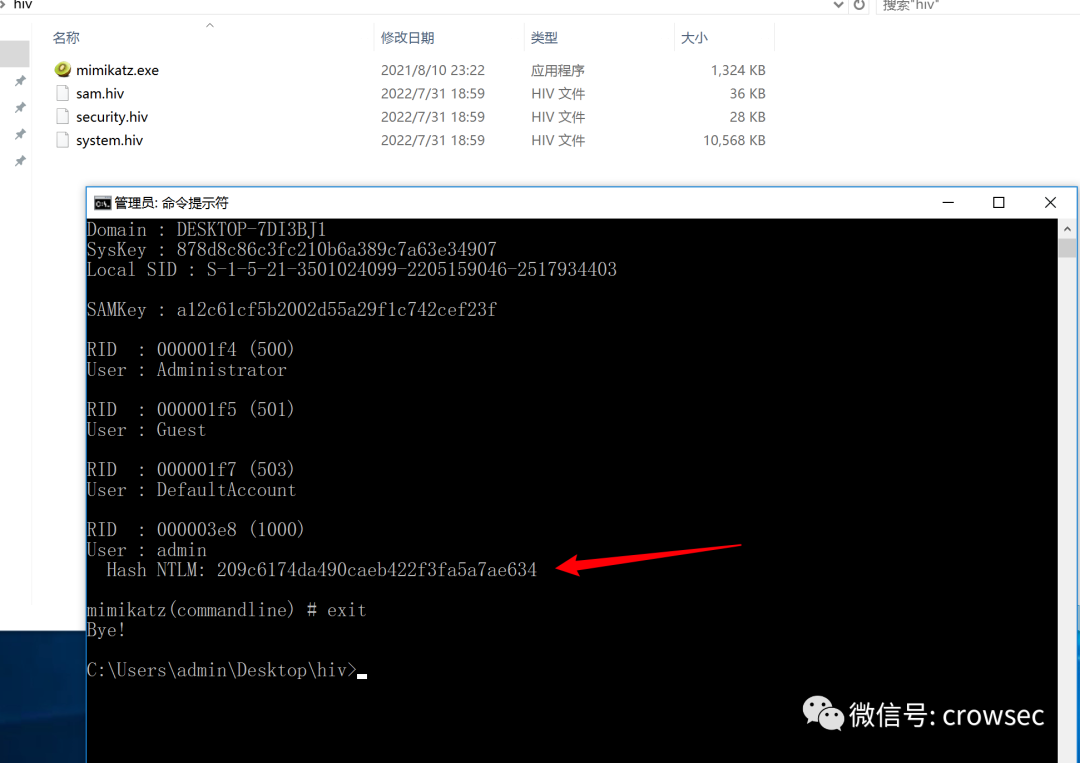 hiv
搜索"hiv"
名称 修改日期 类型 大小
mimikatz.exe 2021/8/10 23:22 应用程序 1,324 KB
sam.hiv 2022/7/31 18:59 HIV 文件 36 KB
security.hiv 2022/7/31 18:59 HIV 文件 28 KB
system.hiv 2022/7/31 18:59 HIV 文件 10,568 KB
管理员: 命令提示符
Domain : DESKTOP-7DI3BJ1
SysKey : 878d8c86c3fc210b6a389c7a63e34907
Local SID : S-1-5-21-3501024099-2205159046-2517934403
SAMKey : a12c61cf5b2002d55a29f1c742cef23f
RID : 000001f4 (500)
User : Administrator
RID : 000001f5 (501)
User : Guest
RID : 000001f7 (503)
User : DefaultAccount
RID : 000003e8 (1000)
User : admin
Hash NTLM: 209c6174da490caeb422f3fa5a7ae634
mimikatz(commandline) # exit
Bye!
C:\Users\admin\Desktop\hiv>
微信号: crowsec